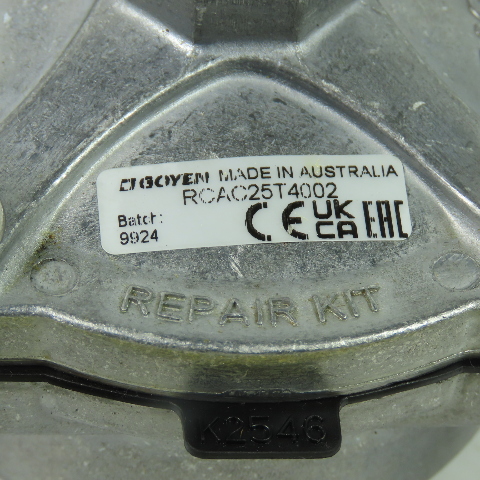 GOYEN MADE IN AUSTRALIA
RCAC25T4002
Batch:
9924
CE UK CA EAC
REPAIR KIT
K2546